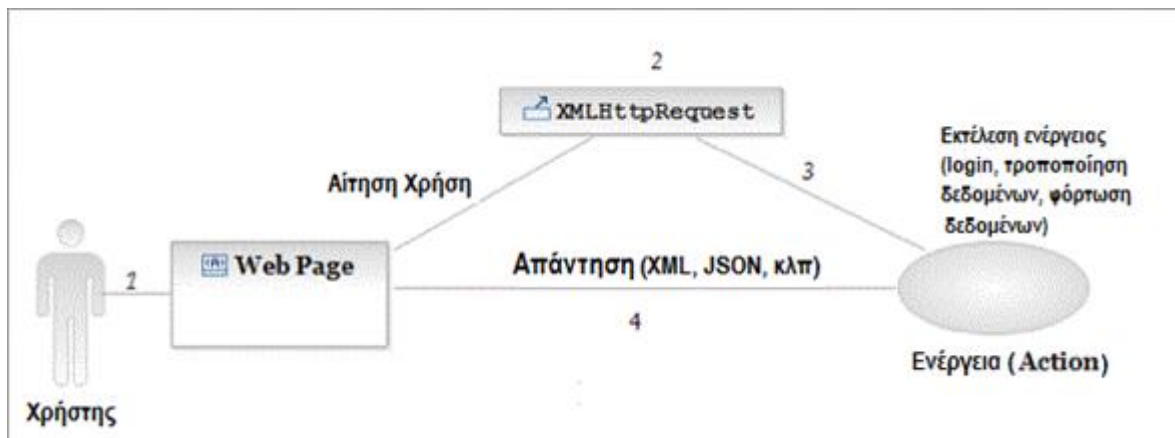 2
XMLHttpRequest
Αίτηση Χρήση
3
Εκτέλεση ενέργειας
(login, τροποποίηση
δεδομένων, φόρτωση
δεδομένων)
1
Web Page
Απάντηση (XML, JSON, κλπ)
4
Χρήστης
Ενέργεια (Action)